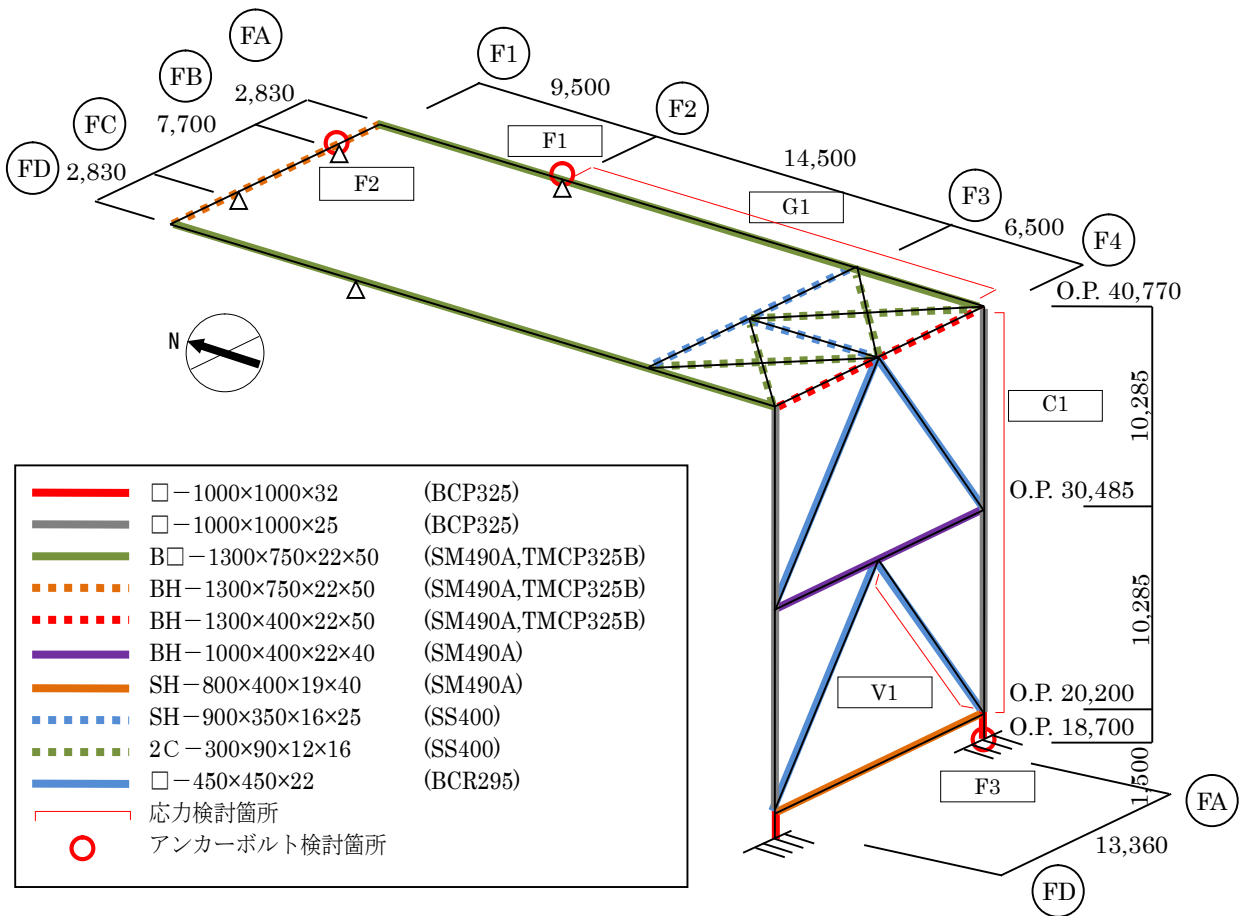 FA
FB
FC
FD
2,830
7,700
2,830
F1
9,500
F2
14,500
F3
6,500
F4
F1
F2
G1
O.P. 40,770
N
10,285
C1
O.P. 30,485
10,285
V1
O.P. 20,200
O.P. 18,700
1,500
F3
FA
13,360
FD
□－1000×1000×32 (BCP325)
□－1000×1000×25 (BCP325)
B□－1300×750×22×50 (SM490A,TMCP325B)
BH－1300×750×22×50 (SM490A,TMCP325B)
BH－1300×400×22×50 (SM490A,TMCP325B)
BH－1000×400×22×40 (SM490A)
SH－800×400×19×40 (SM490A)
SH－900×350×16×25 (SS400)
2C－300×90×12×16 (SS400)
□－450×450×22 (BCR295)
応力検討箇所
アンカーボルト検討箇所